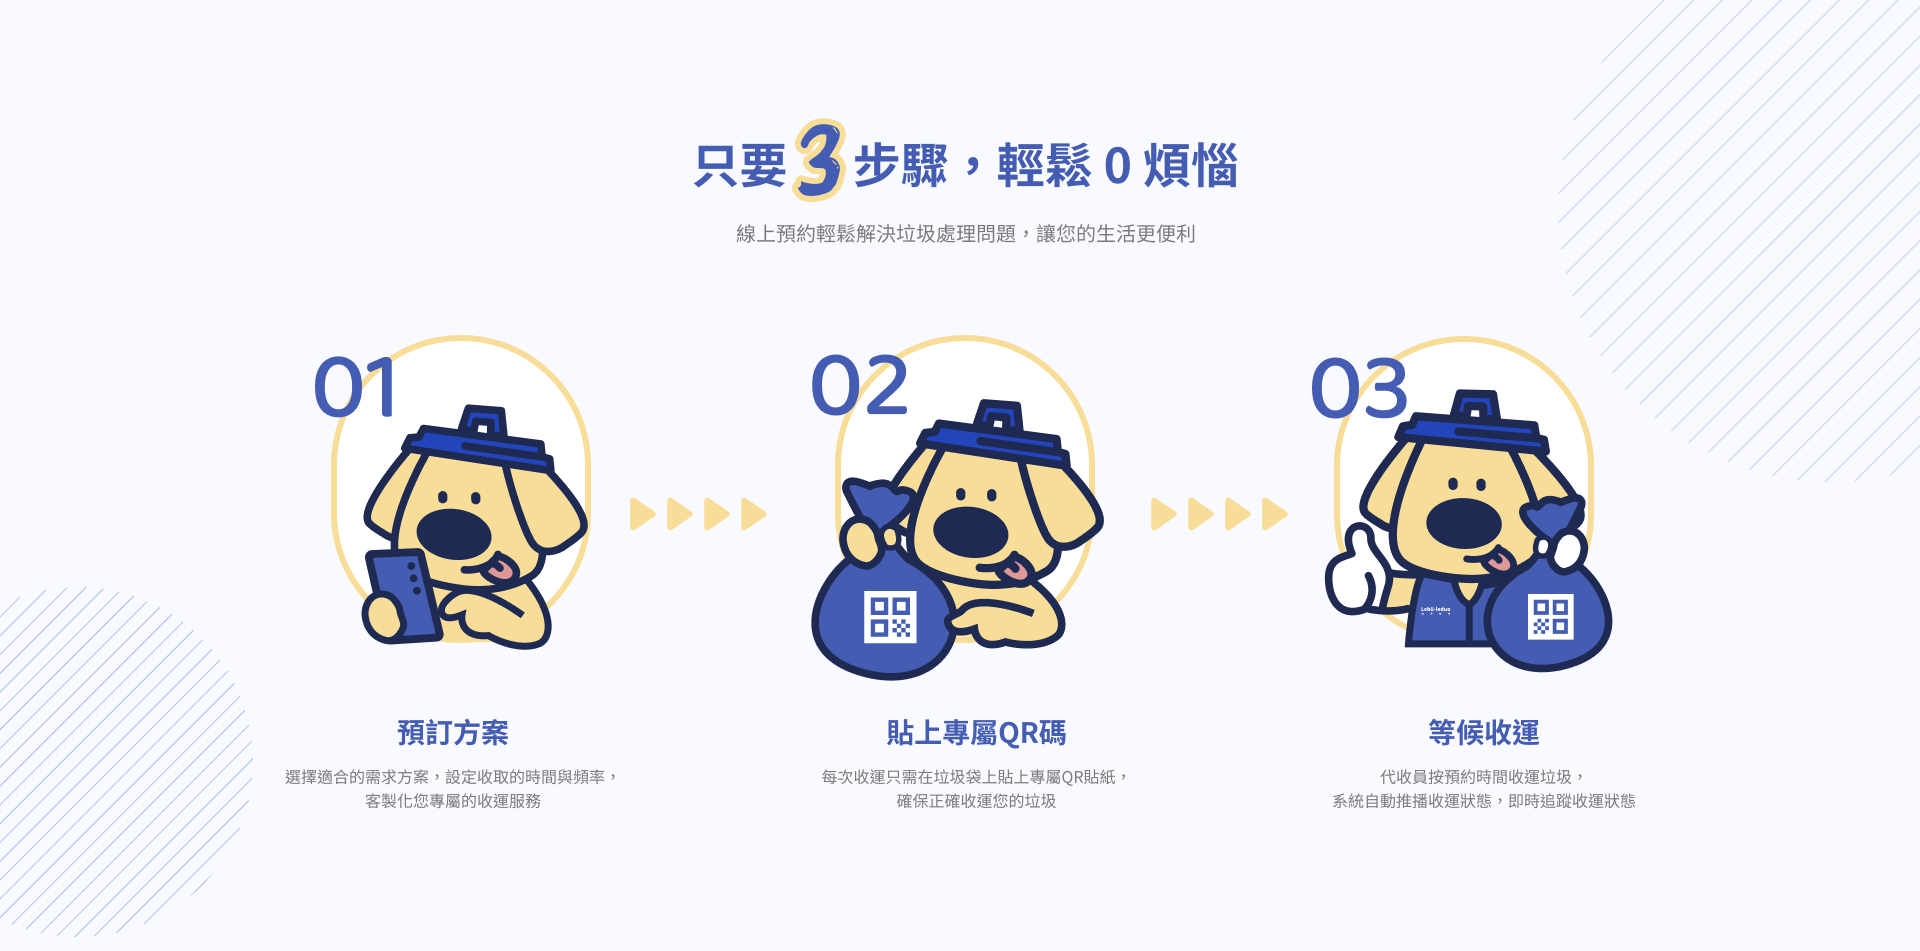 只要3步驟，輕鬆 0 煩惱
線上預約輕鬆解決垃圾處理問題，讓您的生活更便利
01
02
03
Lebü-leduo
預訂方案
貼上專屬QR碼
等候收運
選擇適合的需求方案，設定收取的時間與頻率，
客製化您專屬的收運服務
每次收運只需在垃圾袋上貼上專屬QR貼紙，
確保正確收運您的垃圾
代收員按預約時間收運垃圾，
系統自動推播收運狀態，即時追蹤收運狀態